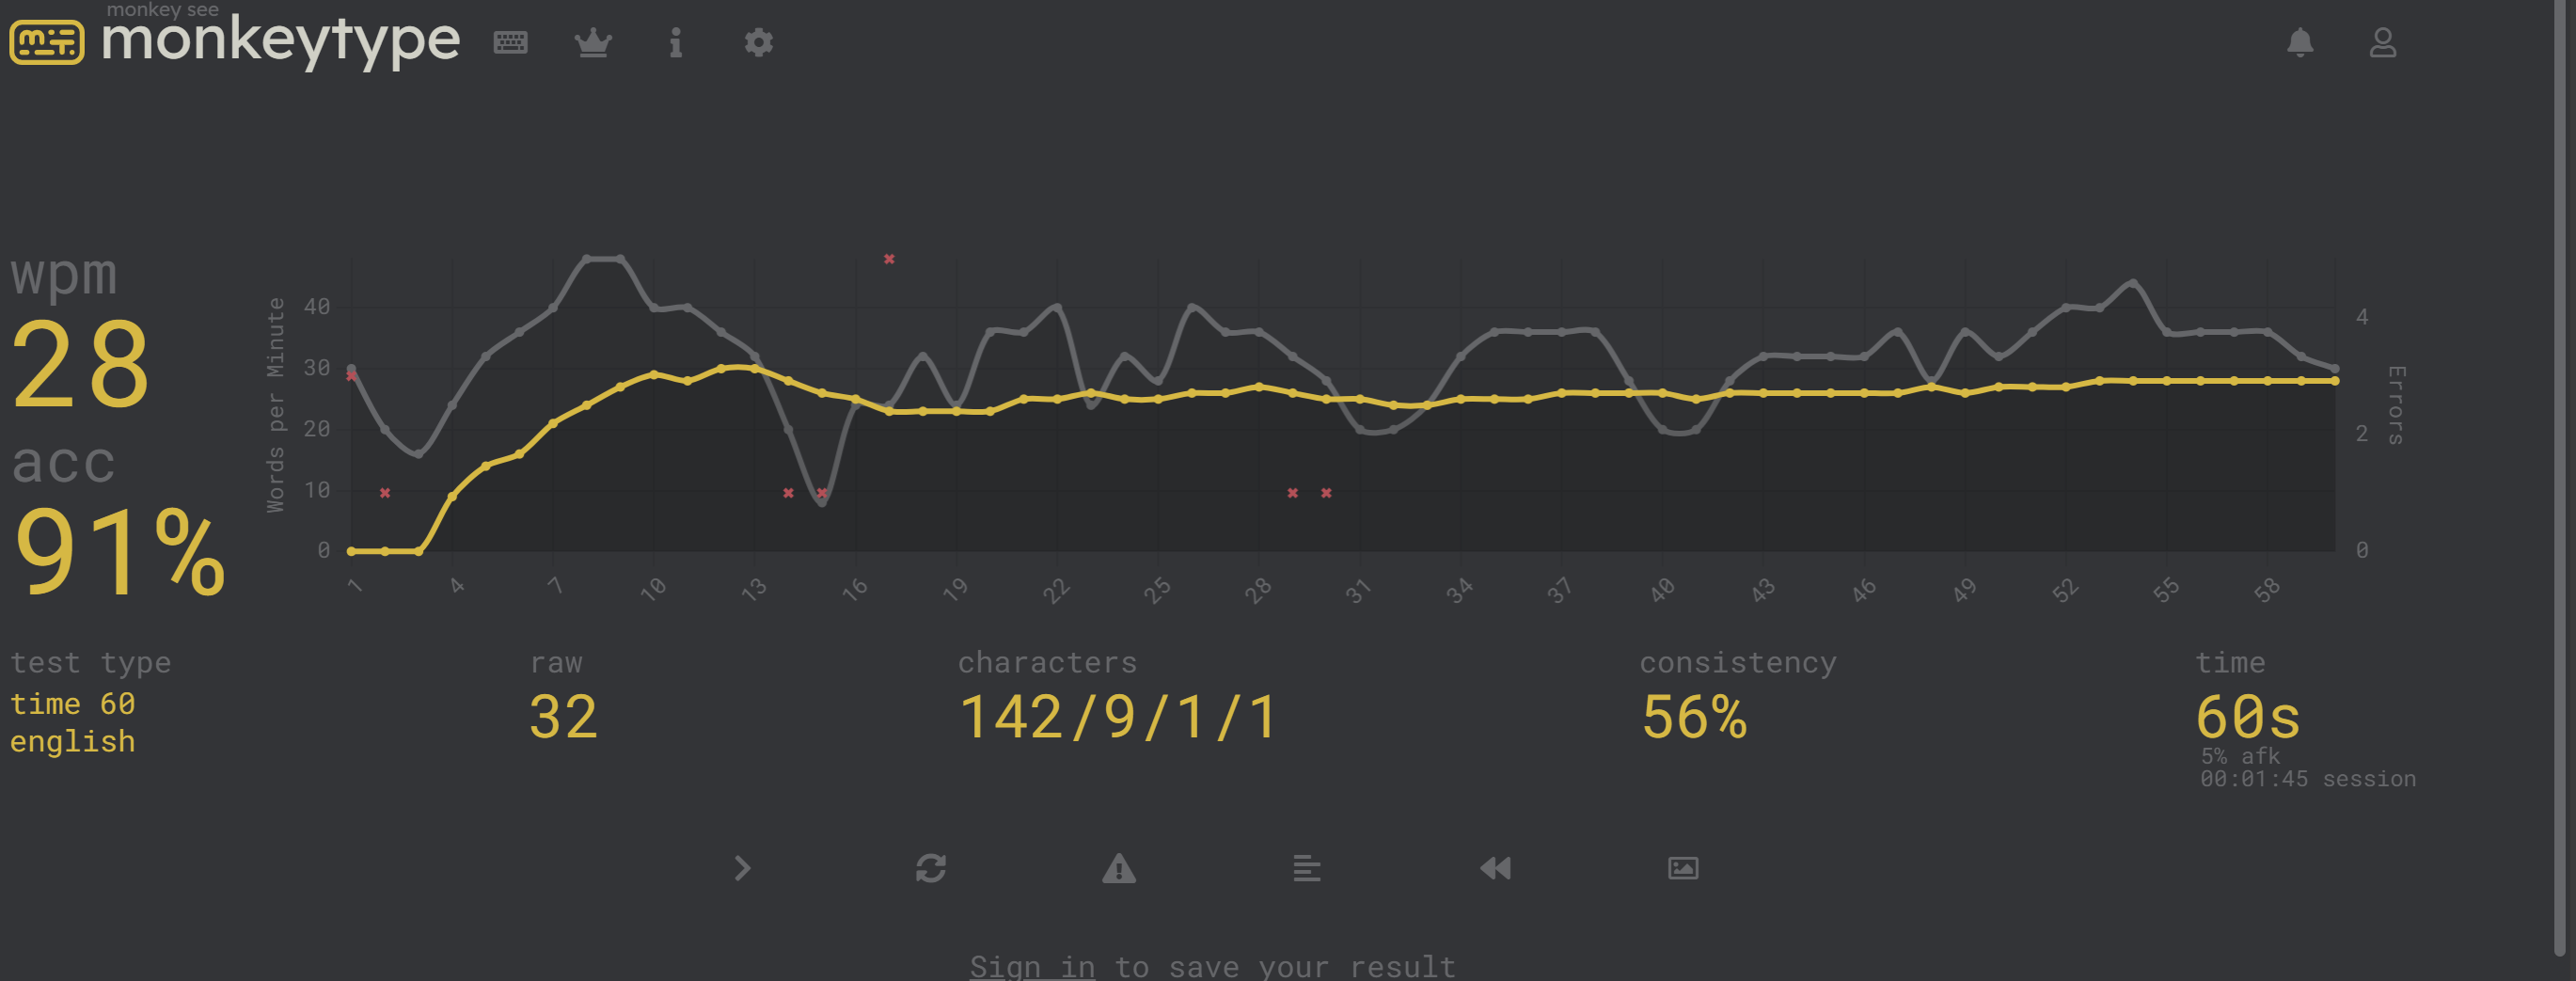 monkey see
monkeytype
wpm
28
acc
91%
Words per Minute
40
30
20
10
0
4
2
0
Errors
1 4 7 10 13 16 19 22 25 28 31 34 37 40 43 46 49 52 55 58
test type
time 60
english
raw
32
characters
142/9/1/1
consistency
56%
time
60s
5% afk
00:01:45 session
Sign in to save your result